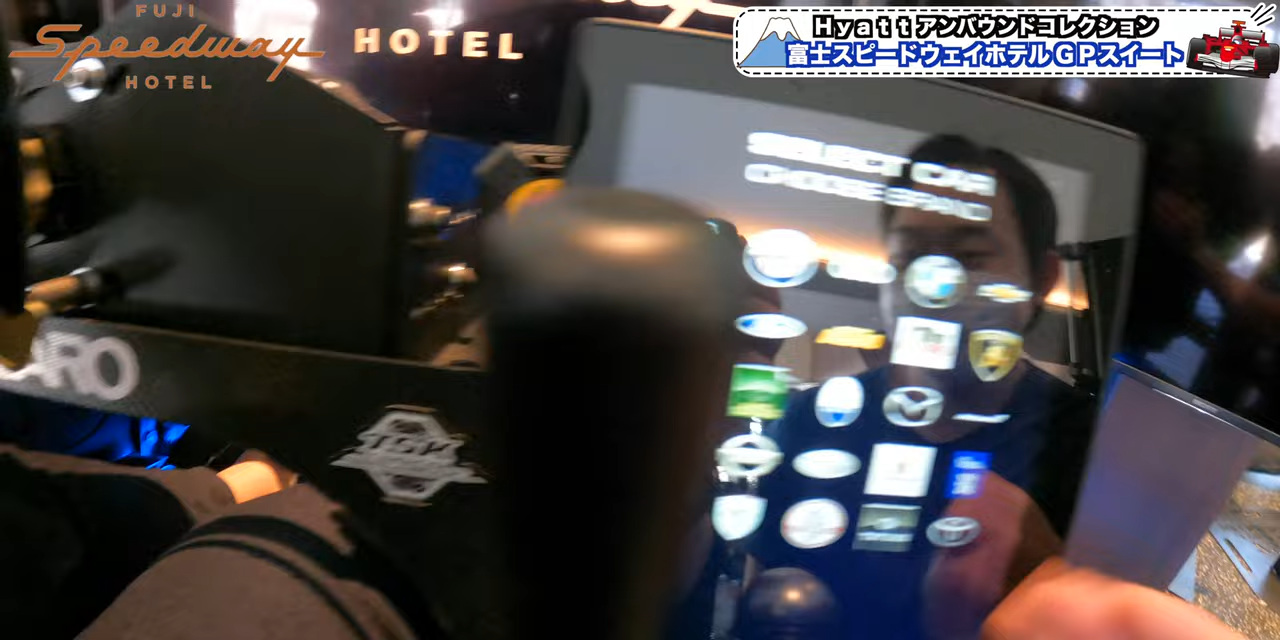 FUJI
Speedway
HOTEL
HOTEL
Hyattアンバウンドコレクション
富士スピードウェイホテルGPスイート
SELECT CAR
CHOOSE BRAND
ARO